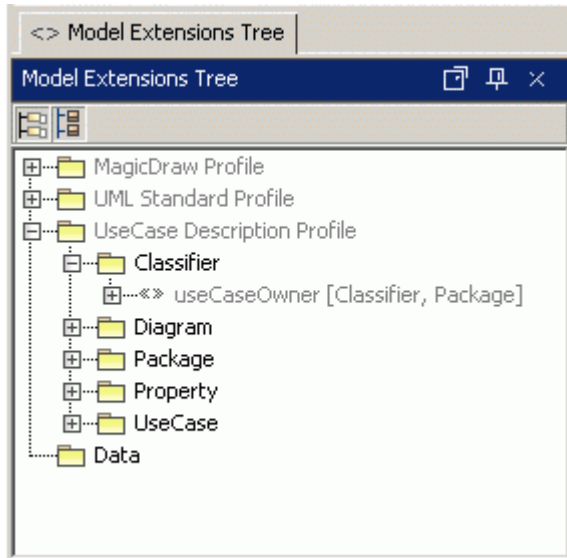 <> Model Extensions Tree
Model Extensions Tree
MagicDraw Profile
UML Standard Profile
UseCase Description Profile
Classifier
«» useCaseOwner [Classifier, Package]
Diagram
Package
Property
UseCase
Data